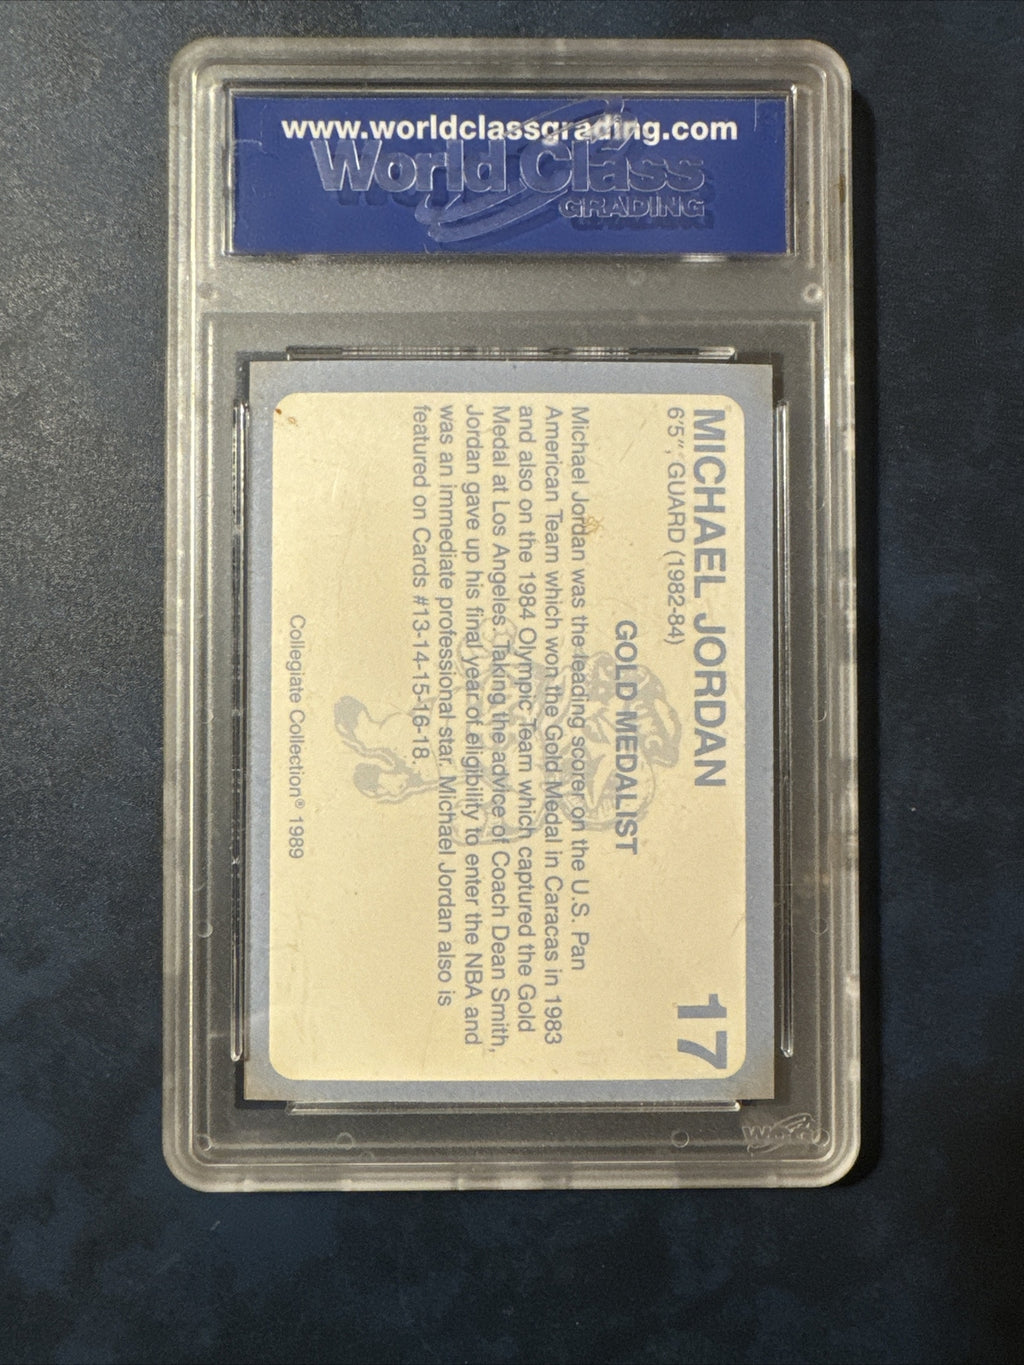 www.worldclassgrading.com
World Class
GRADING
MICHAEL JORDAN
17
6'5", GUARD (1982-84)
GOLD MEDALIST
Michael Jordan was the leading scorer on the U.S. Pan
American Team which won the Gold Medal in Caracas in 1983
and also on the 1984 Olympic Team which captured the Gold
Medal at Los Angeles. Taking the advice of Coach Dean Smith,
Jordan gave up his final year of eligibility to enter the NBA and
was an immediate professional star. Michael Jordan also is
featured on Cards #13-14-15-16-18.
Collegiate Collection® 1989